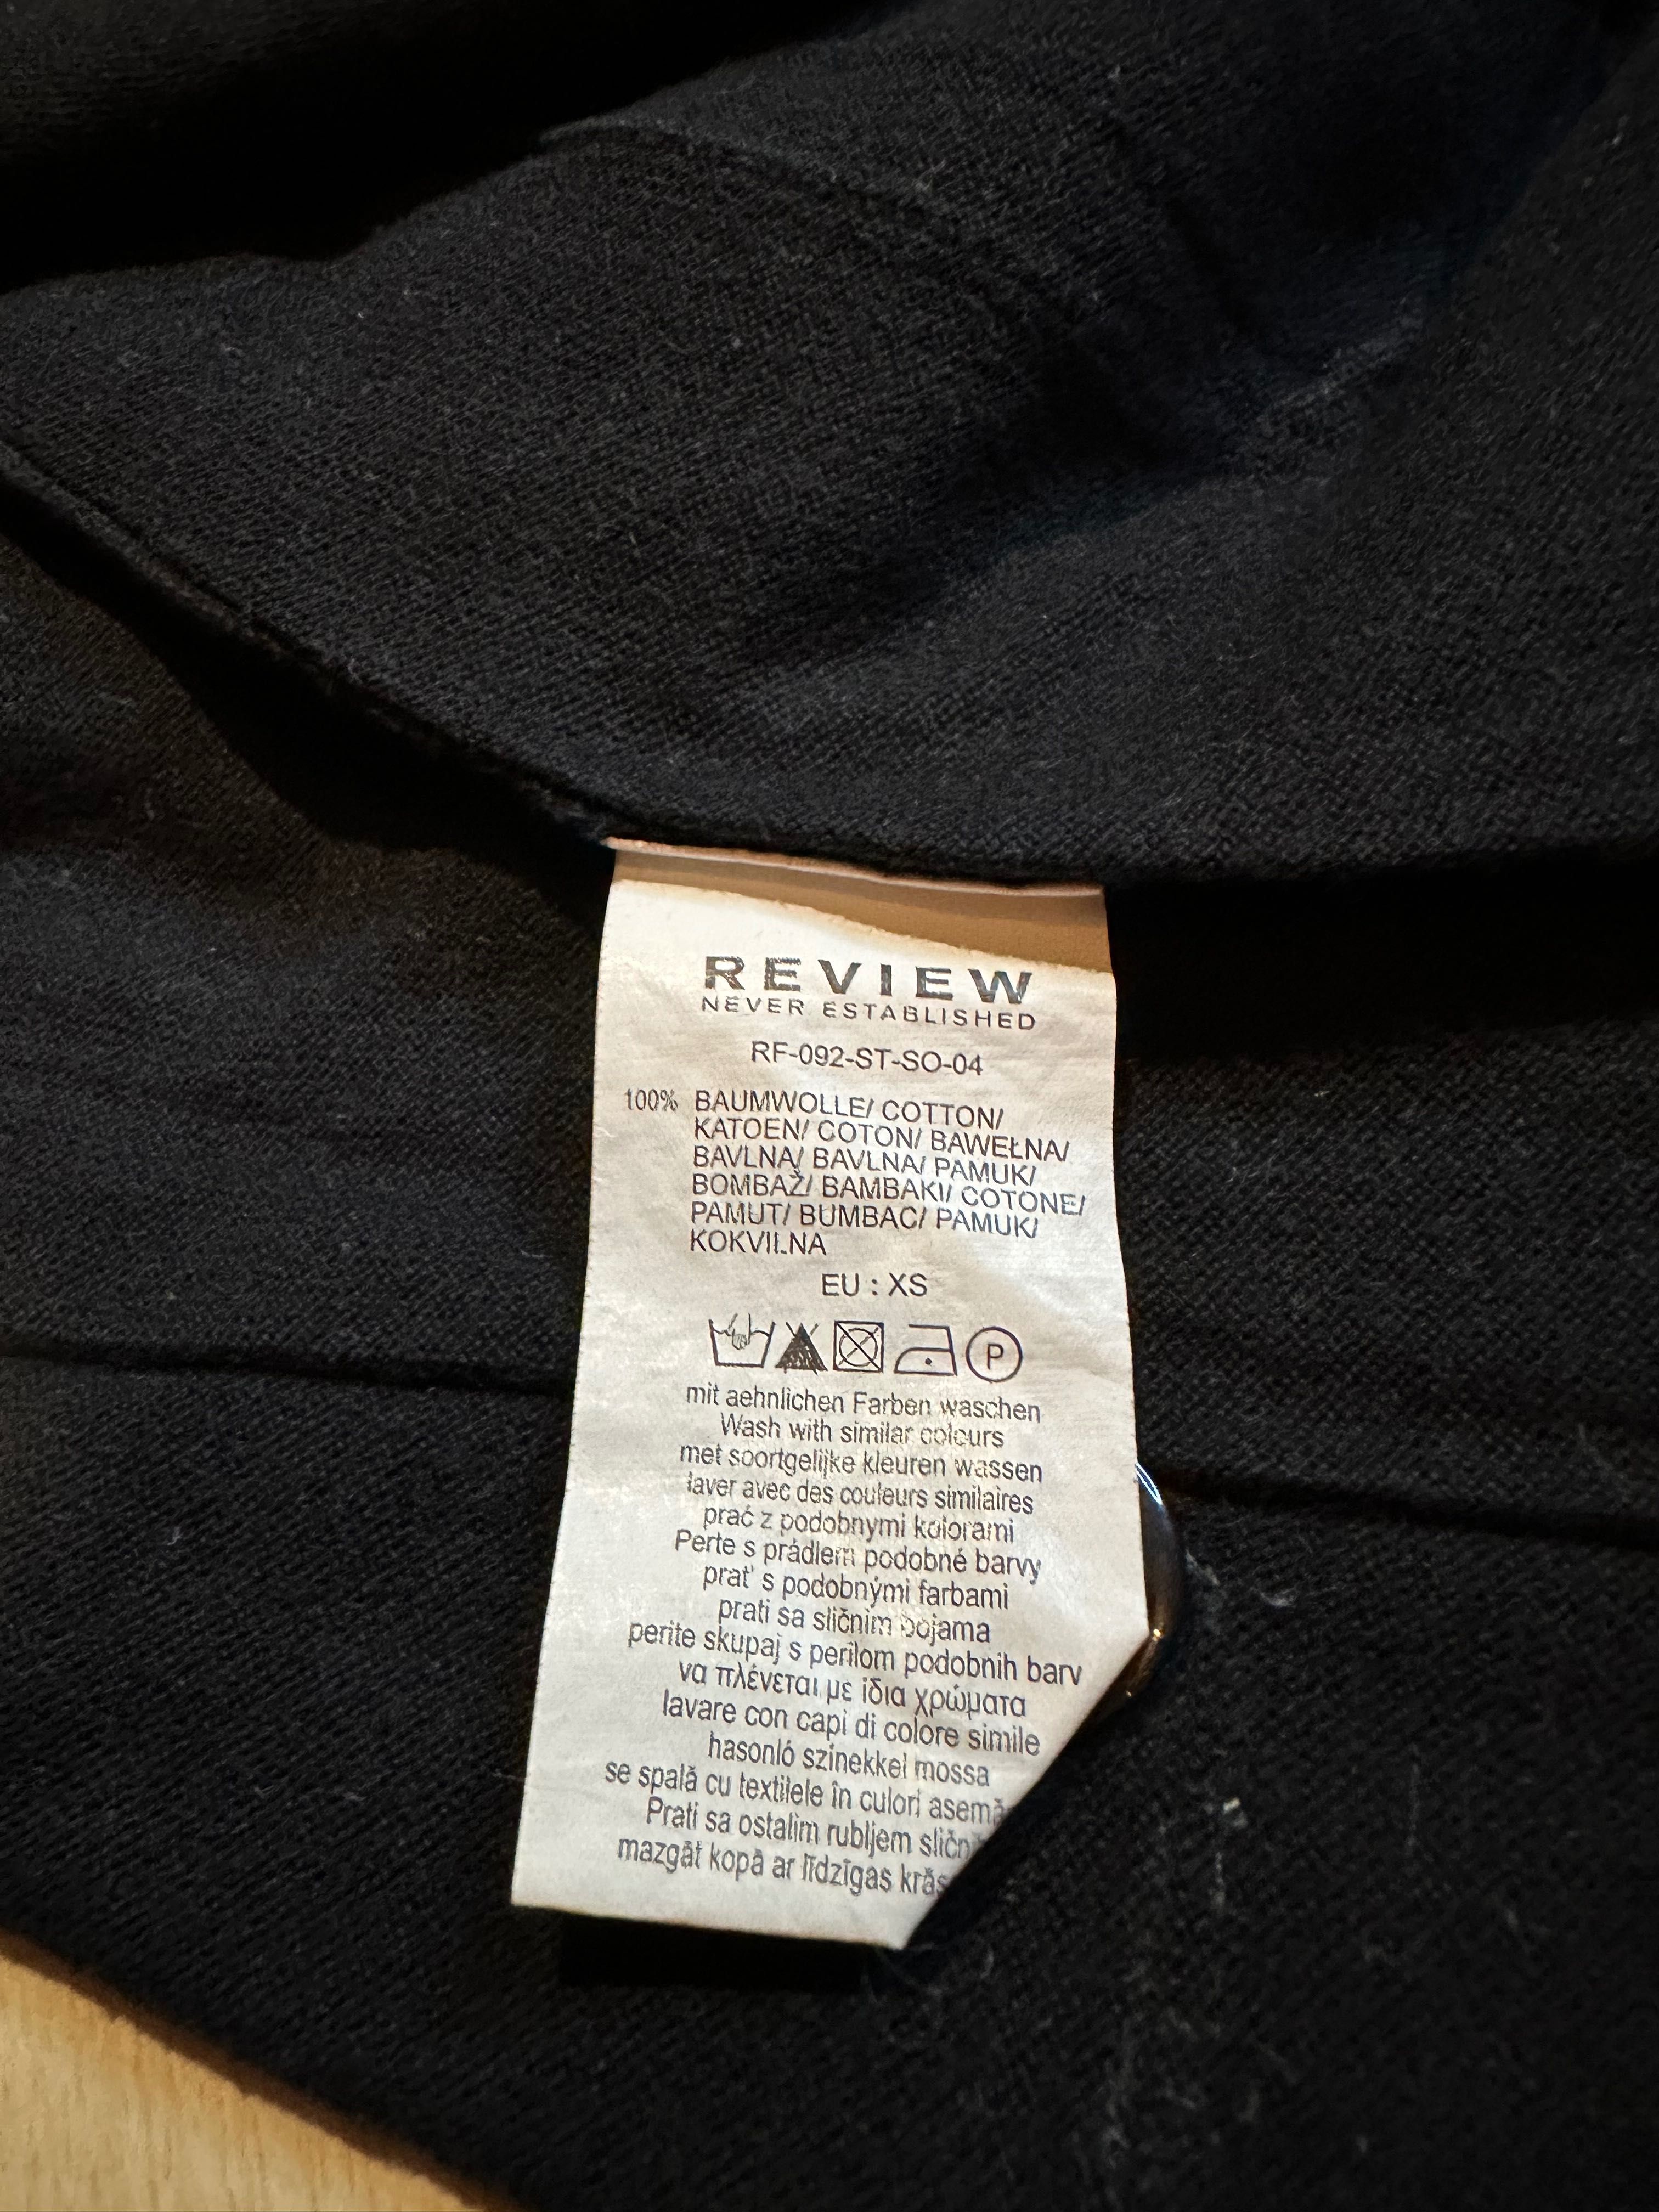 REVIEW
NEVER ESTABLISHED
RF-092-ST-SO-04
100% BAUMWOLLE/ COTTON/
KATOEN/ COTON/ BAWEŁNA/
BAVLNA/ BAVLNA/ PAMUK/
BOMBAŽ/ BAMBAKI/ COTONE/
PAMUT/ BUMBAC/ PAMUK/
KOKVILNA
EU : XS
P
mit aehnlichen Farben waschen
Wash with similar colours
met soortgelijke kleuren wassen
laver avec des couleurs similaires
prać z podobnymi kolorami
Perte s prádlem podobné barvy
prat' s podobnými farbami
prati sa sličnim bojama
perite skupaj s perilom podobnih barv
να πλένεται με ίδια χρώματα
lavare con capi di colore simile
hasonló szinekkel mossa
se spală cu textilele în culori
Prati sa ostalim rubljem
mazgāt kopā ar līdzīgas